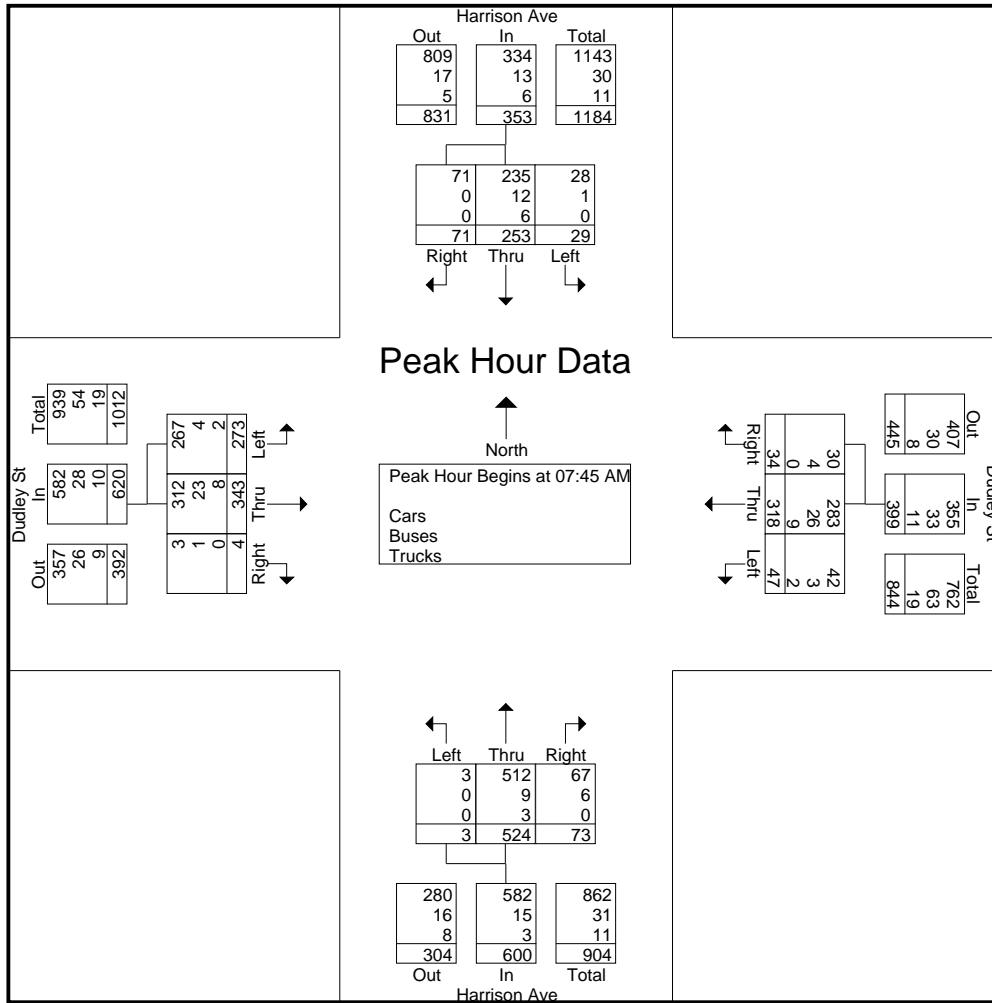 Harrison Ave
Out In Total
809 334 1143
17 13 30
5 6 11
831 353 1184
71 235 28
0 12 1
0 6 0
71 253 29
Right Thru Left
Peak Hour Data
North
Peak Hour Begins at 07:45 AM
Cars
Buses
Trucks
Dudley St
Out In Total
357 582 939
26 28 54
9 10 19
392 620 1012
3 312 267
1 23 4
0 8 2
4 343 273
Right Thru Left
Dudley St
Out In Total
407 355 762
30 33 63
8 11 19
445 399 844
30 283 42
4 26 3
0 9 2
34 318 47
Right Thru Left
Left Thru Right
3 512 67
0 9 6
0 3 0
3 524 73
280 582 862
16 15 31
8 3 11
304 600 904
Out In Total
Harrison Ave